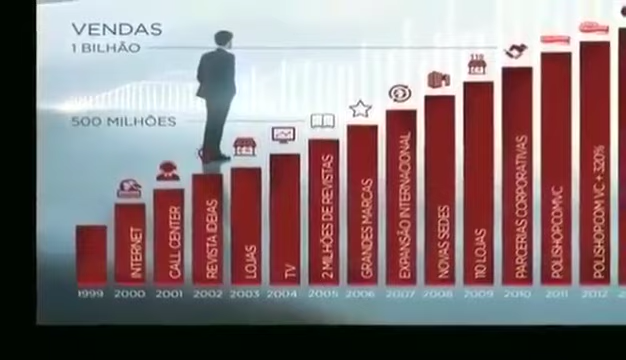 VENDAS
1 BILHÃO
500 MILHÕES
INTERNET
CALL CENTER
REVISTA IDEIAS
LOJAS
TV
2 MILHÕES DE REVISTAS
GRANDES MARCAS
EXPANSÃO INTERNACIONAL
NOVAS SEDES
110 LOJAS
110
PARCERIAS CORPORATIVAS
POLISHOPCOMVC
POLISHOPCOM VC + 320%
1999 2000 2001 2002 2003 2004 2005 2006 2007 2008 2009 2010 2011 2012